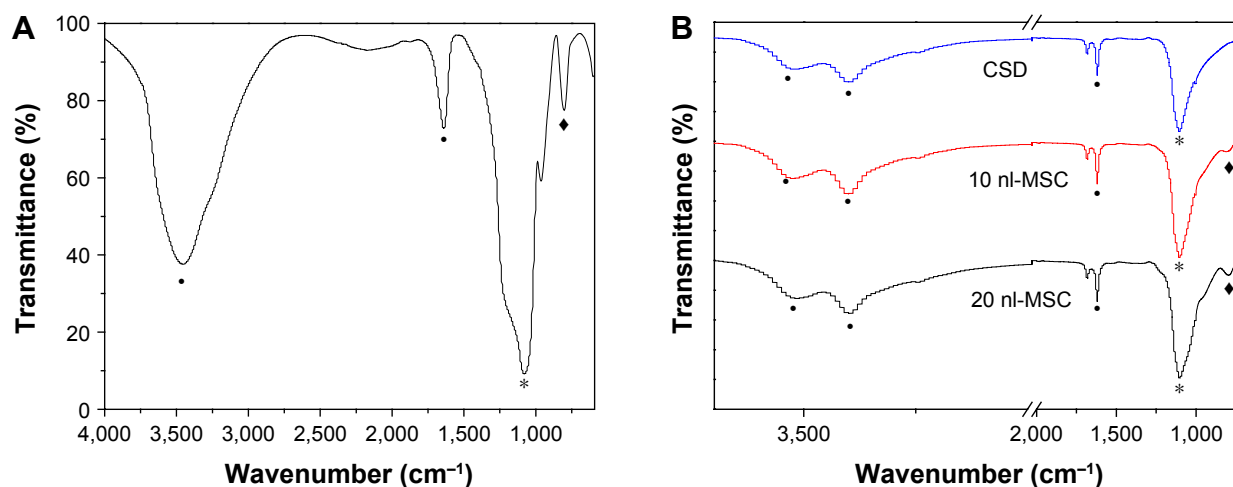 A
Transmittance (%)
100
80
60
40
20
0
4,000 3,500 3,000 2,500 2,000 1,500 1,000
Wavenumber (cm⁻¹)
*
B
Transmittance (%)
CSD
*
10 nl-MSC
*
20 nl-MSC
*
3,500 2,000 1,500 1,000
Wavenumber (cm⁻¹)